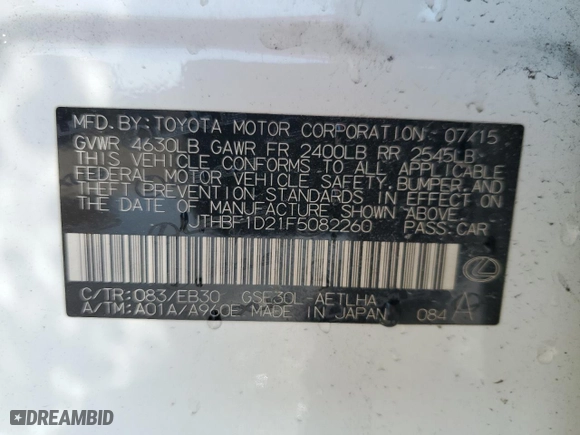 MFD. BY: TOYOTA MOTOR CORPORATION 07/15
GVWR 4630LB GAWR FR 2400LB RR 2545LB
THIS VEHICLE CONFORMS TO ALL APPLICABLE
FEDERAL MOTOR VEHICLE SAFETY, BUMPER, AND
THEFT PREVENTION STANDARDS IN EFFECT ON
THE DATE OF MANUFACTURE SHOWN ABOVE.
JTHBF1D21F5082260 PASS.CAR
C/TR: 083/EB30 GSE30L-AETLHA
A/TM: A01A/A960E MADE IN JAPAN 084 A
DREAMBID